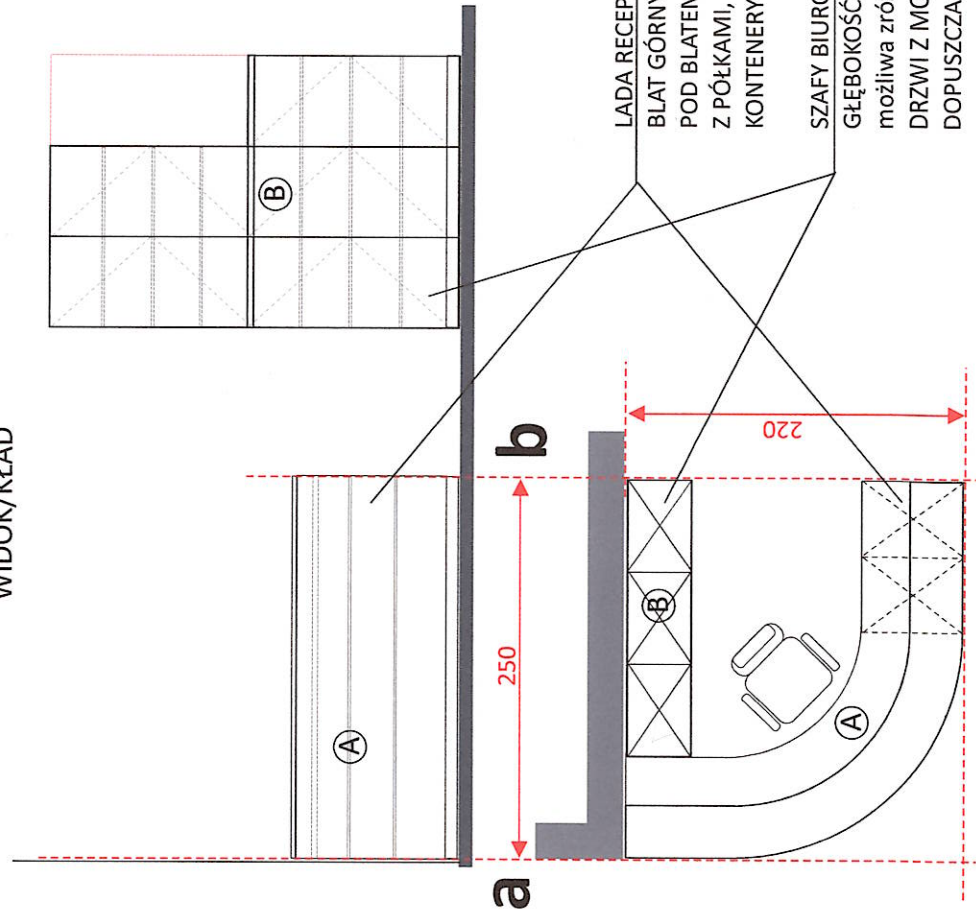 WIDOK/KŁAD
B
A
a
b
250
220
B
A
LADA RECEP
BLAT GÓRNY
POD BLATEM
Z PÓŁKAMI,
KONTENERY
SZAFY BIURO
GŁĘBOKOŚĆ
możliwa zró
DRZWI Z MO
DOPUSZCZA